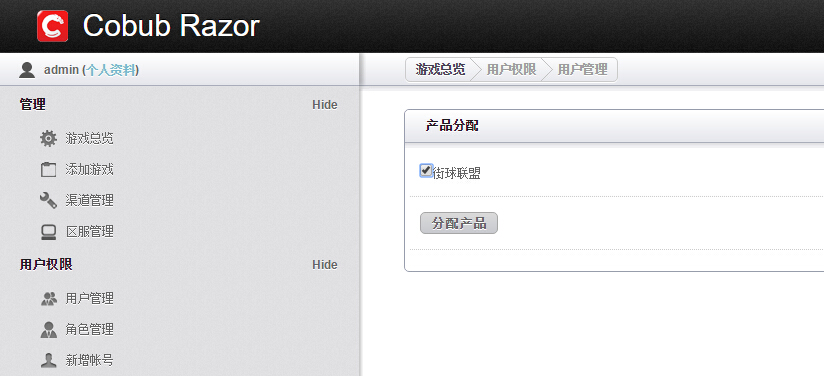 Cobub Razor
admin (个人资料)
管理 Hide
游戏总览
添加游戏
渠道管理
区服管理
用户权限 Hide
用户管理
角色管理
新增帐号
游戏总览 用户权限 用户管理
产品分配
街球联盟
分配产品